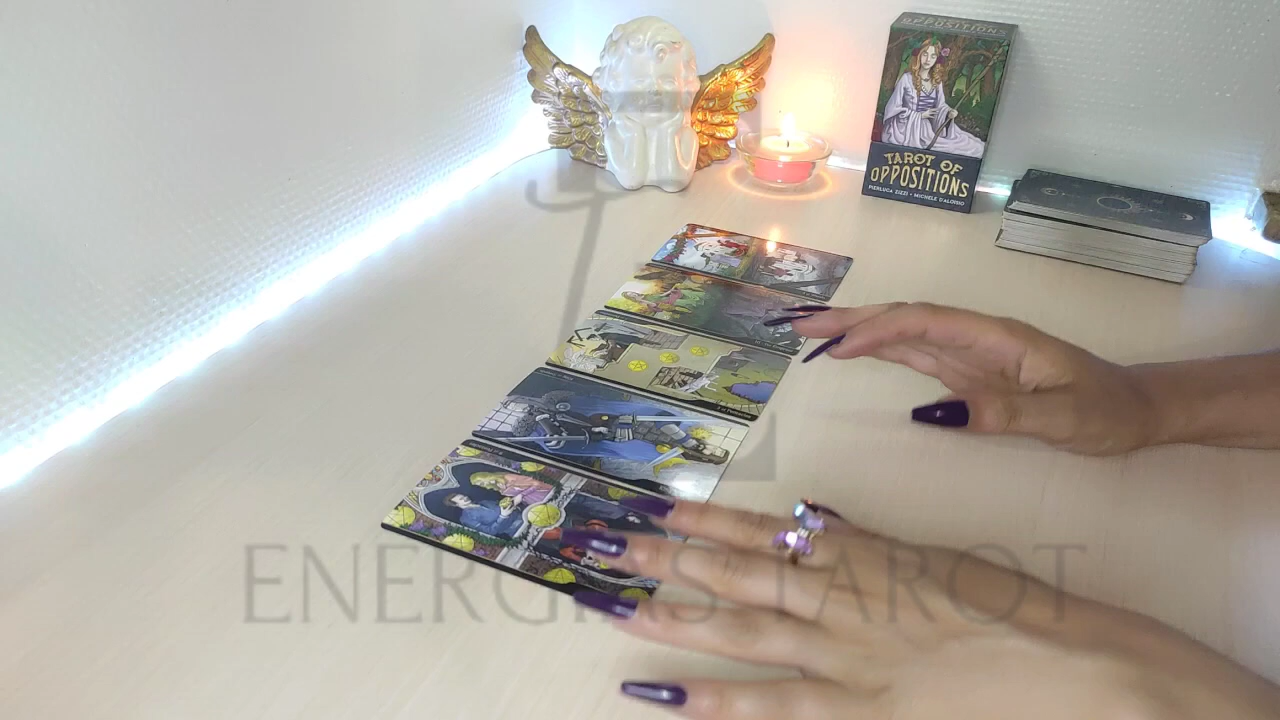 OPPOSITIONS
TAROT OF
OPPOSITIONS
PIERLUCA ZIZZI • MICHELE D'ALOISIO
ENERGIAS TAROT